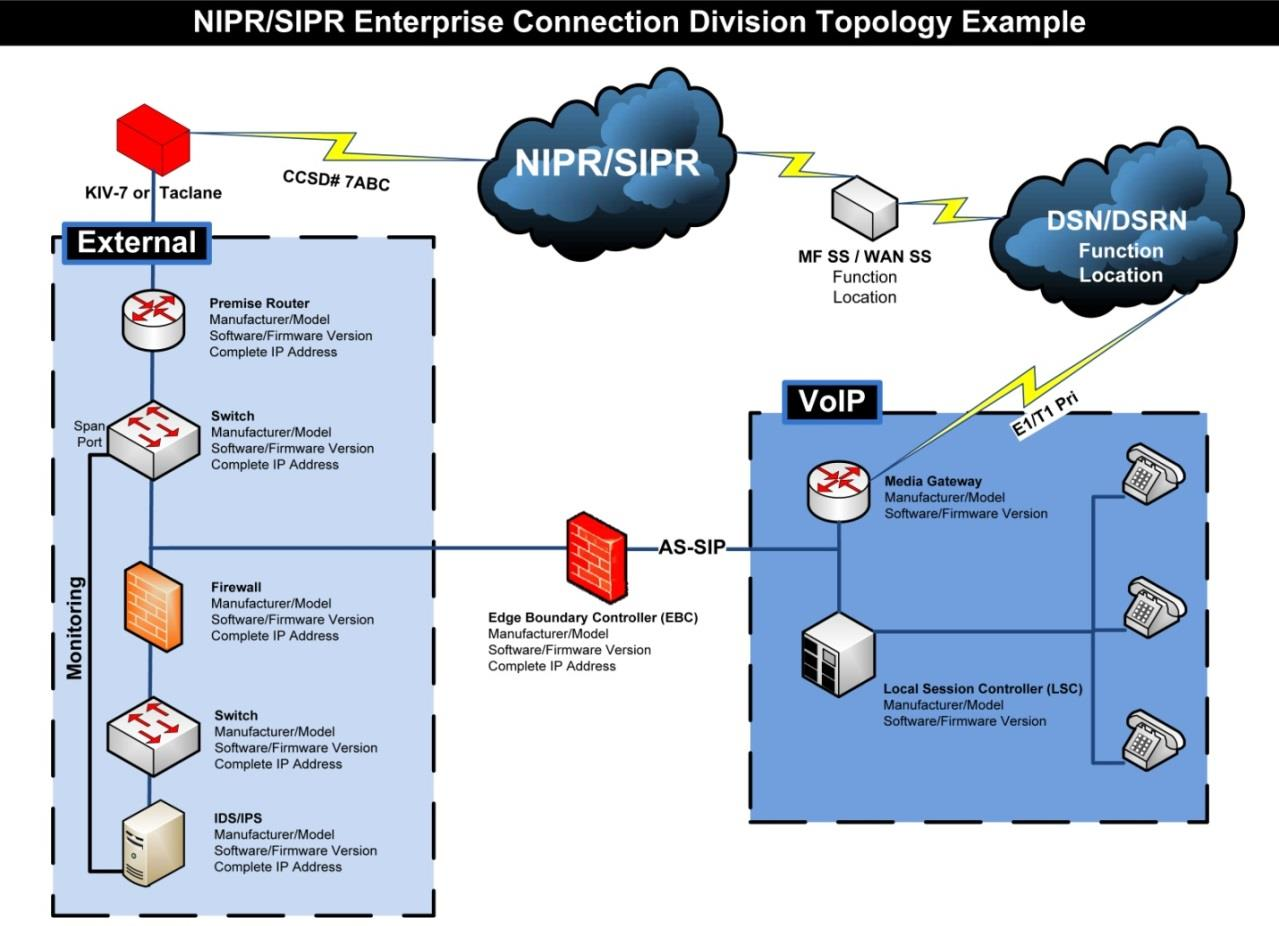 NIPR/SIPR Enterprise Connection Division Topology Example
KIV-7 or Taclane
CCSD# 7ABC
NIPR/SIPR
MF SS / WAN SS
Function
Location
DSN/DSRN
Function
Location
External
Premise Router
Manufacturer/Model
Software/Firmware Version
Complete IP Address
Span
Port
Switch
Manufacturer/Model
Software/Firmware Version
Complete IP Address
Monitoring
Firewall
Manufacturer/Model
Software/Firmware Version
Complete IP Address
Switch
Manufacturer/Model
Software/Firmware Version
Complete IP Address
IDS/IPS
Manufacturer/Model
Software/Firmware Version
Complete IP Address
Edge Boundary Controller (EBC)
Manufacturer/Model
Software/Firmware Version
Complete IP Address
AS-SIP
VoIP
E1/T1 Pri
Media Gateway
Manufacturer/Model
Software/Firmware Version
Local Session Controller (LSC)
Manufacturer/Model
Software/Firmware Version